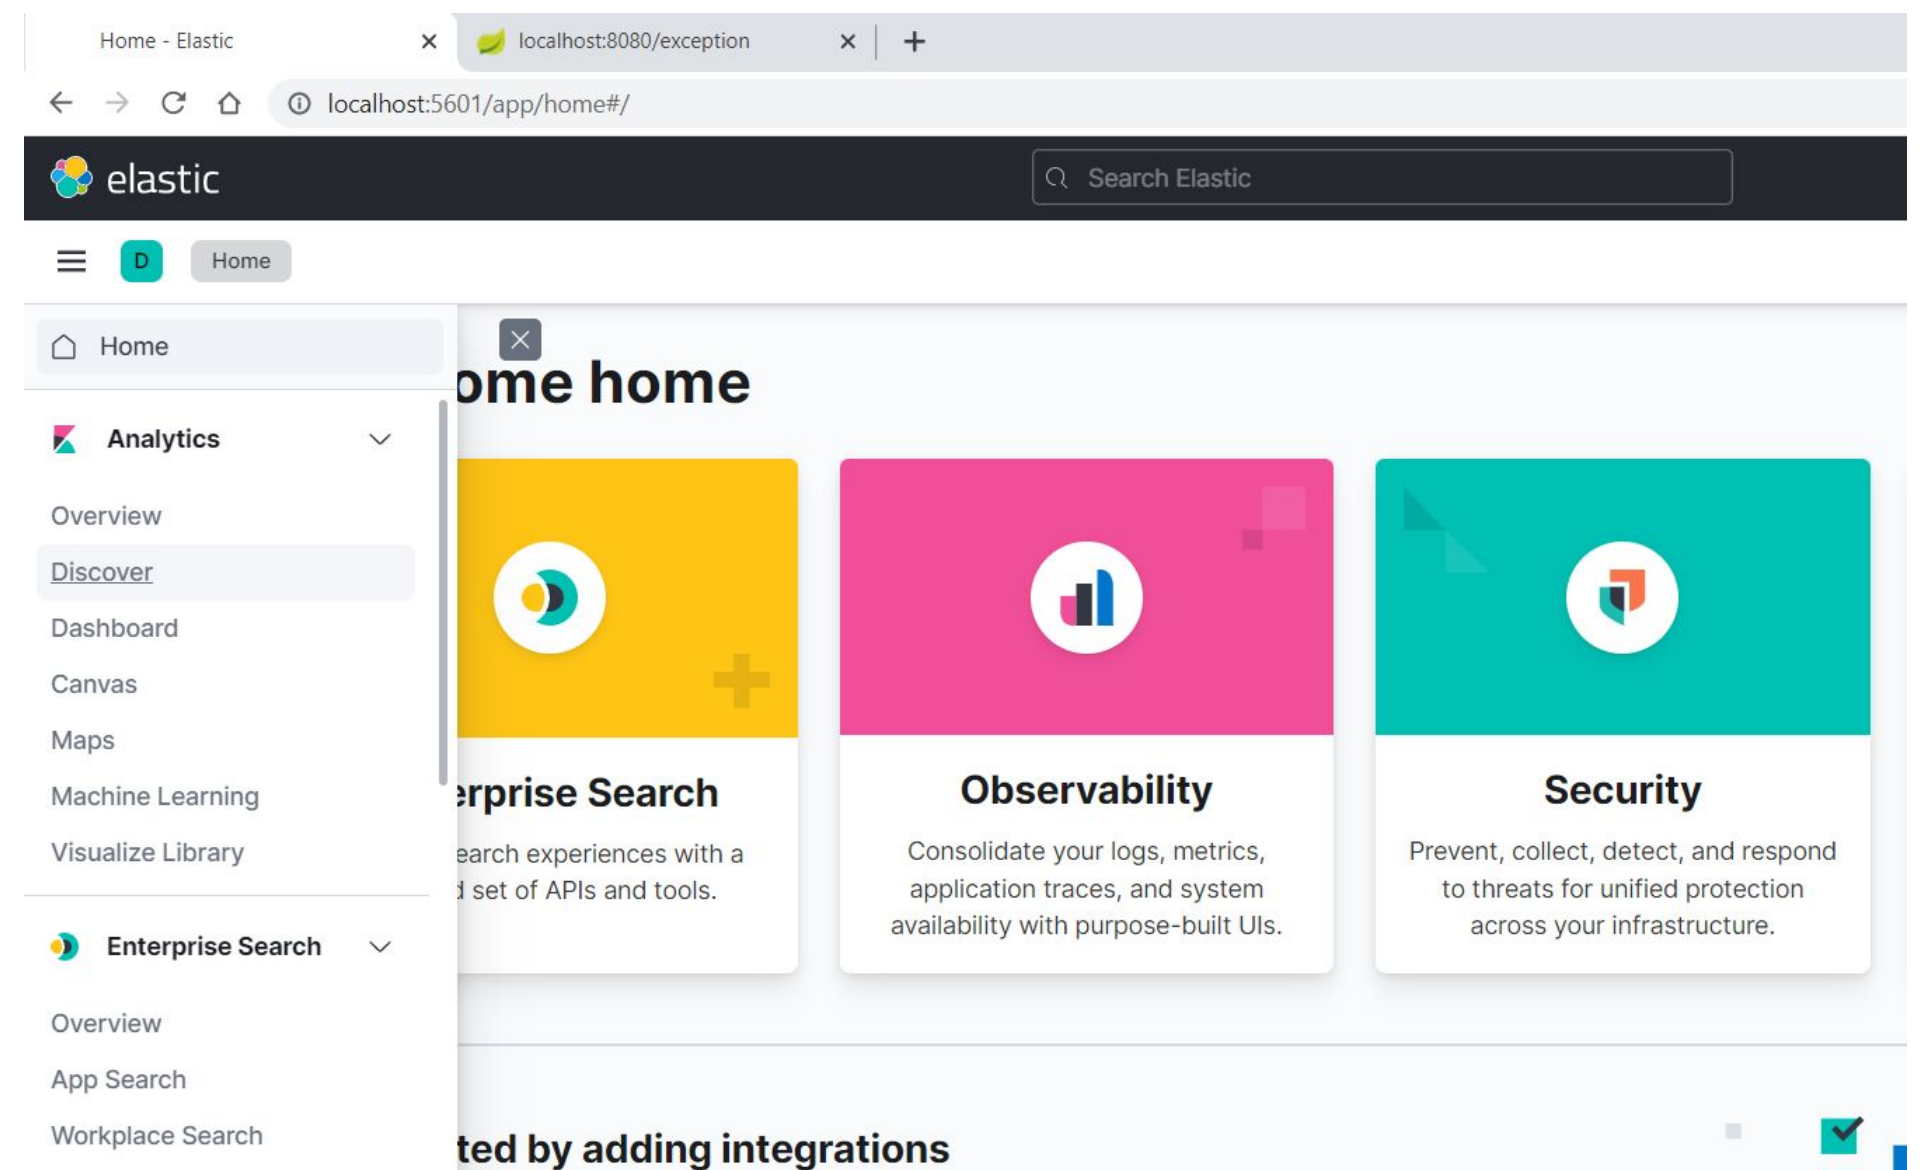 Home - Elastic
localhost:8080/exception
localhost:5601/app/home#/
elastic
Search Elastic
D
Home
Home
Analytics
Overview
Discover
Dashboard
Canvas
Maps
Machine Learning
Visualize Library
Enterprise Search
Overview
App Search
Workplace Search
ome home
erprise Search
earch experiences with a
d set of APIs and tools.
Observability
Consolidate your logs, metrics,
application traces, and system
availability with purpose-built UIs.
Security
Prevent, collect, detect, and respond
to threats for unified protection
across your infrastructure.
ted by adding integrations